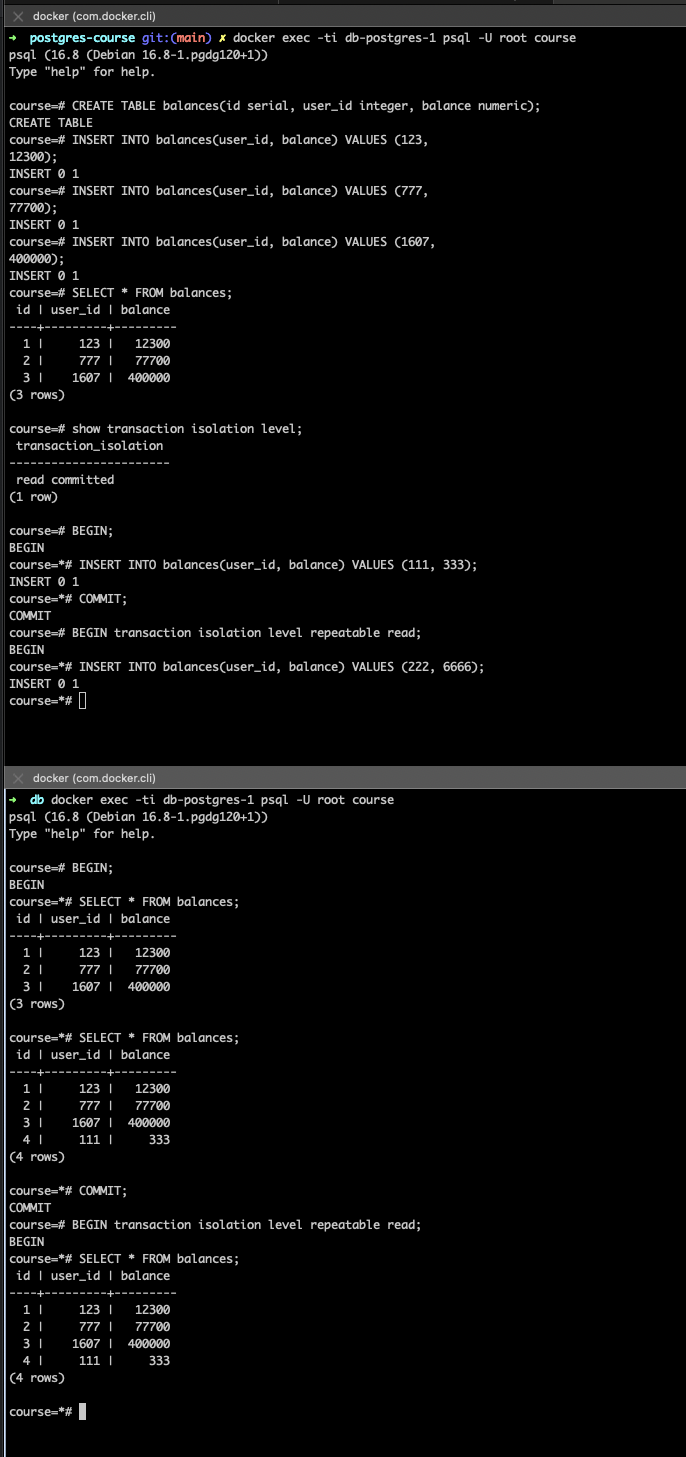 docker (com.docker.cli)
➜  postgres-course git:(main) ✗ docker exec -ti db-postgres-1 psql -U root course
psql (16.8 (Debian 16.8-1.pgdg120+1))
Type "help" for help.

course=# CREATE TABLE balances(id serial, user_id integer, balance numeric);
CREATE TABLE
course=# INSERT INTO balances(user_id, balance) VALUES (123,
12300);
INSERT 0 1
course=# INSERT INTO balances(user_id, balance) VALUES (777,
77700);
INSERT 0 1
course=# INSERT INTO balances(user_id, balance) VALUES (1607,
400000);
INSERT 0 1
course=# SELECT * FROM balances;
 id | user_id | balance
----+---------+---------
  1 |     123 |   12300
  2 |     777 |   77700
  3 |    1607 |  400000
(3 rows)

course=# show transaction isolation level;
 transaction_isolation
-----------------------
 read committed
(1 row)

course=# BEGIN;
BEGIN
course=*# INSERT INTO balances(user_id, balance) VALUES (111, 333);
INSERT 0 1
course=*# COMMIT;
COMMIT
course=# BEGIN transaction isolation level repeatable read;
BEGIN
course=*# INSERT INTO balances(user_id, balance) VALUES (222, 6666);
INSERT 0 1
course=*#
docker (com.docker.cli)
➜  db docker exec -ti db-postgres-1 psql -U root course
psql (16.8 (Debian 16.8-1.pgdg120+1))
Type "help" for help.

course=# BEGIN;
BEGIN
course=*# SELECT * FROM balances;
 id | user_id | balance
----+---------+---------
  1 |     123 |   12300
  2 |     777 |   77700
  3 |    1607 |  400000
(3 rows)

course=*# SELECT * FROM balances;
 id | user_id | balance
----+---------+---------
  1 |     123 |   12300
  2 |     777 |   77700
  3 |    1607 |  400000
  4 |     111 |     333
(4 rows)

course=*# COMMIT;
COMMIT
course=# BEGIN transaction isolation level repeatable read;
BEGIN
course=*# SELECT * FROM balances;
 id | user_id | balance
----+---------+---------
  1 |     123 |   12300
  2 |     777 |   77700
  3 |    1607 |  400000
  4 |     111 |     333
(4 rows)

course=*#